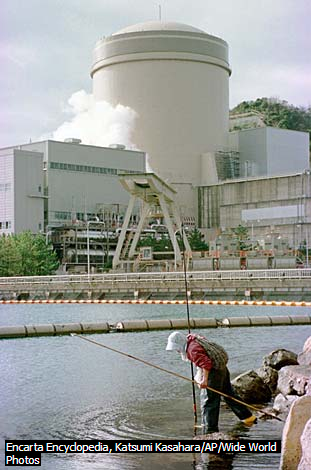 Encarta Encyclopedia, Katsumi Kasahara/AP/Wide World
Photos